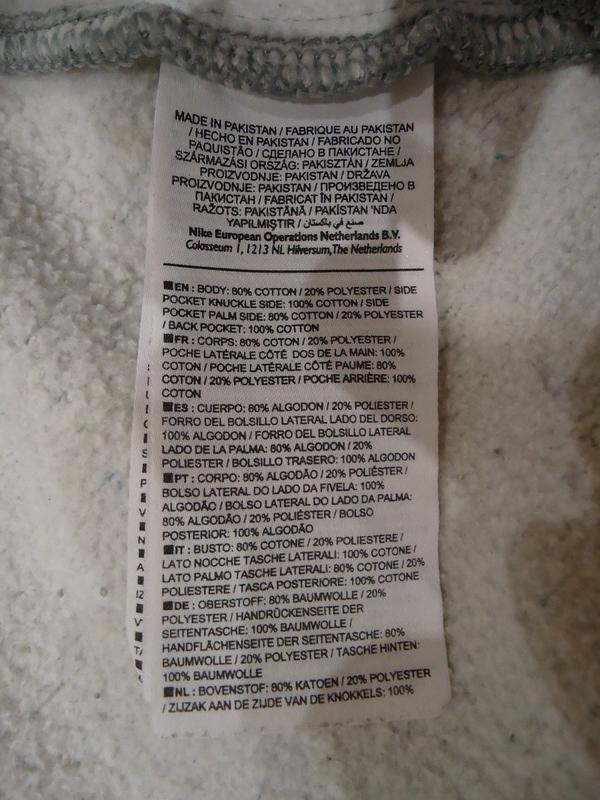 MADE IN PAKISTAN / FABRIQUE AU PAKISTAN
/ HECHO EN PAKISTAN / FABRICADO NO
PAQUISTÃO / СДЕЛАНО В ПАКИСТАНЕ /
SZÁRMAZÁSI ORSZÁG: PAKISZTÁN / ZEMLJA
PROIZVODNJE: PAKISTAN / DRŽAVA
PROIZVODNJE: PAKISTAN / ПРОИЗВЕДЕНО В
ПАКИСТАН / FABRICAT ÎN PAKISTAN /
RAŽOTS: PAKISTĀNĀ / PAKİSTAN 'NDA
YAPILMIŞTIR / صنع في باكستان
Nike European Operations Netherlands B.V.
Colosseum 1, 1213 NL Hilversum, The Netherlands
EN : BODY: 80% COTTON / 20% POLYESTER / SIDE
POCKET KNUCKLE SIDE: 100% COTTON / SIDE
POCKET PALM SIDE: 80% COTTON / 20% POLYESTER
/ BACK POCKET: 100% COTTON
FR : CORPS: 80% COTON / 20% POLYESTER /
POCHE LATÉRALE CÔTÉ DOS DE LA MAIN: 100%
COTON / POCHE LATÉRALE CÔTÉ PAUME: 80%
COTON / 20% POLYESTER / POCHE ARRIÈRE: 100%
COTON
ES : CUERPO: 80% ALGODON / 20% POLIESTER /
FORRO DEL BOLSILLO LATERAL LADO DEL DORSO:
100% ALGODON / FORRO DEL BOLSILLO LATERAL
LADO DE LA PALMA: 80% ALGODON / 20%
POLIESTER / BOLSILLO TRASERO: 100% ALGODON
PT : CORPO: 80% ALGODÃO / 20% POLIÉSTER /
BOLSO LATERAL DO LADO DA FIVELA: 100%
ALGODÃO / BOLSO LATERAL DO LADO DA PALMA:
80% ALGODÃO / 20% POLIÉSTER / BOLSO
POSTERIOR: 100% ALGODÃO
IT : BUSTO: 80% COTONE / 20% POLIESTERE /
LATO NOCCHE TASCHE LATERALI: 100% COTONE /
LATO PALMO TASCHE LATERALI: 80% COTONE / 20%
POLIESTERE / TASCA POSTERIORE: 100% COTONE
DE : OBERSTOFF: 80% BAUMWOLLE / 20%
POLYESTER / HANDRÜCKENSEITE DER
SEITENTASCHE: 100% BAUMWOLLE /
HANDFLÄCHENSEITE DER SEITENTASCHE: 80%
BAUMWOLLE / 20% POLYESTER / TASCHE HINTEN:
100% BAUMWOLLE
NL : BOVENSTOF: 80% KATOEN / 20% POLYESTER
/ ZIJZAK AAN DE ZIJDE VAN DE KNOKKELS: 100%